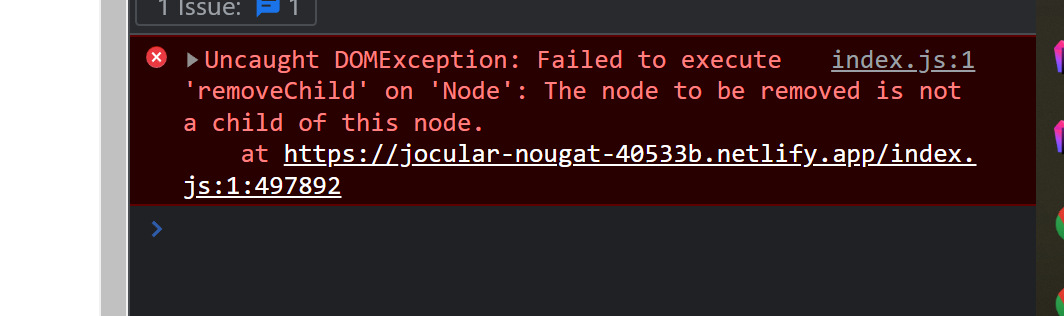 1 Issue: 1
Uncaught DOMException: Failed to execute index.js:1
'removeChild' on 'Node': The node to be removed is not
a child of this node.
at https://jocular-nougat-40533b.netlify.app/index.
js:1:497892